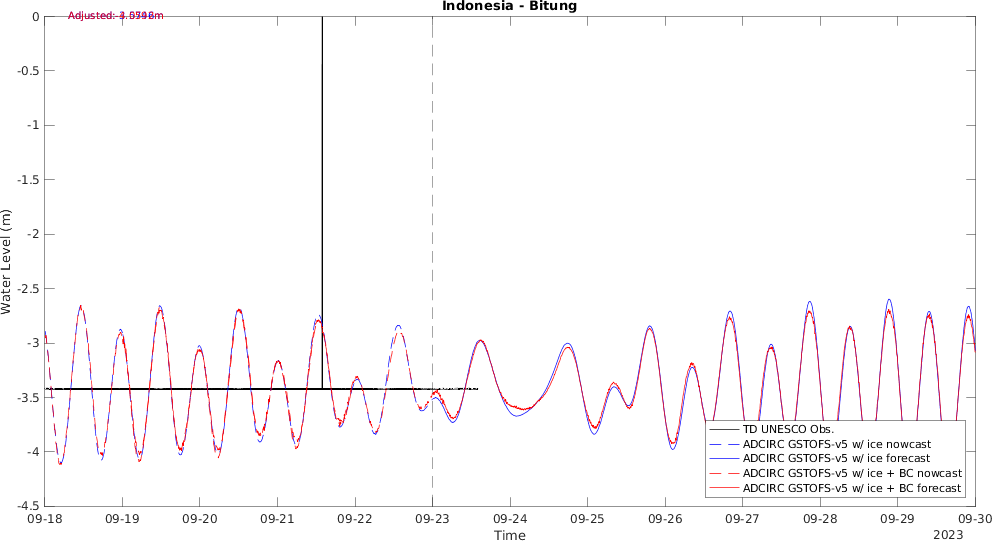 Indonesia - Bitung
Adjusted:
Water Level (m)
0
-0.5
-1
-1.5
-2
-2.5
-3
-3.5
-4
-4.5
09-18 09-19 09-20 09-21 09-22 09-23 09-24 09-25 09-26 09-27 09-28 09-29 09-30
Time
2023
TD UNESCO Obs.
ADCIRC GSTOFS-v5 w/ ice nowcast
ADCIRC GSTOFS-v5 w/ ice forecast
ADCIRC GSTOFS-v5 w/ ice + BC nowcast
ADCIRC GSTOFS-v5 w/ ice + BC forecast